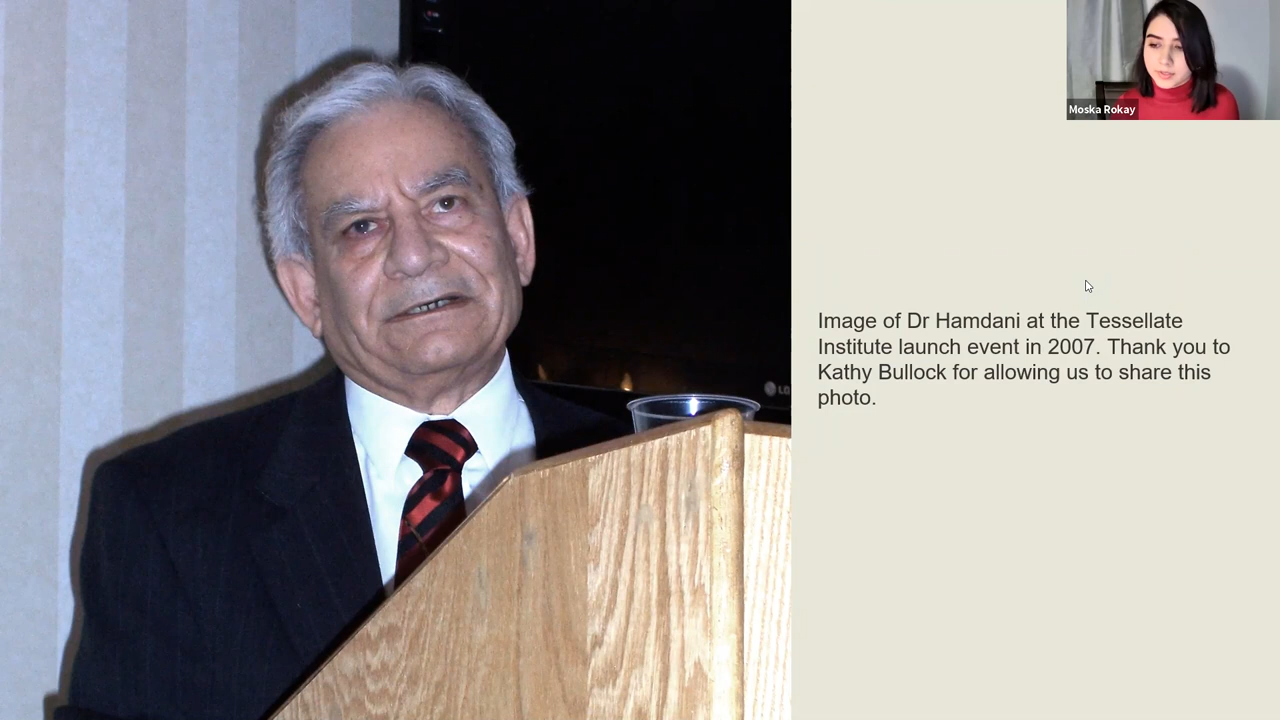 Moska Rokay
Image of Dr Hamdani at the Tessellate
Institute launch event in 2007. Thank you to
Kathy Bullock for allowing us to share this
photo.
LG